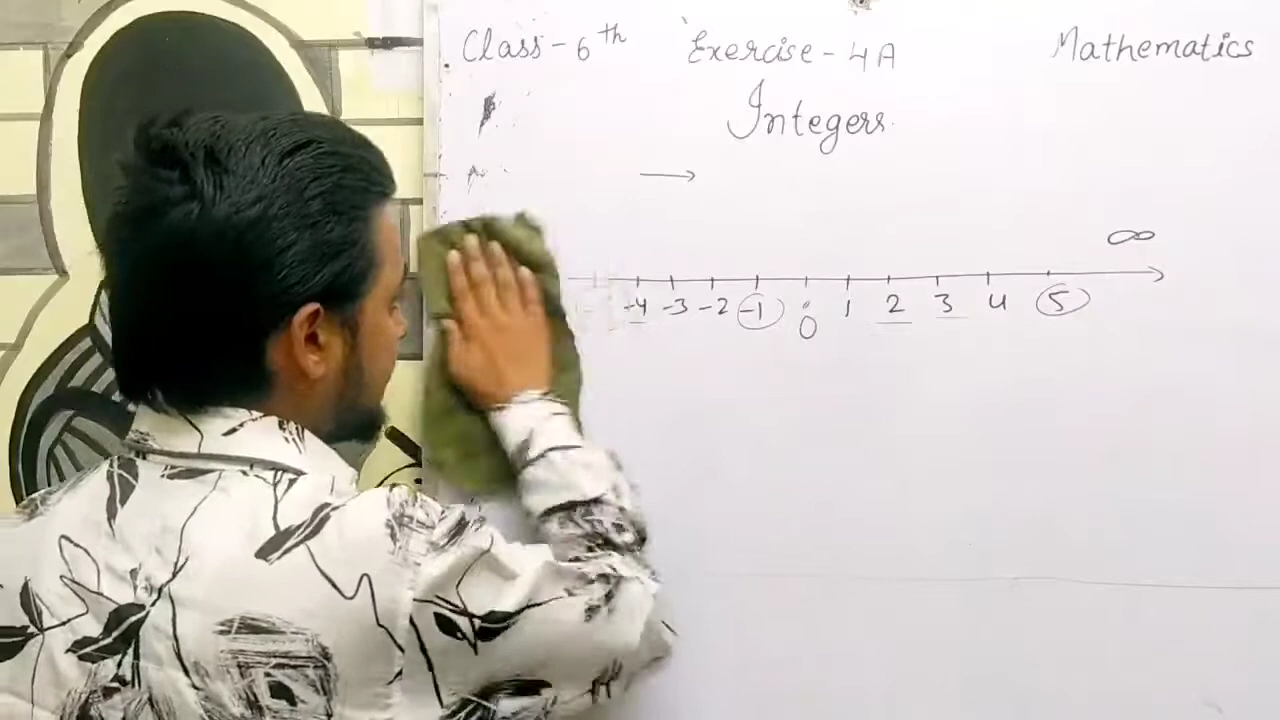 Class-6th Exercise-4A Mathematics
Integers
→
∞
-4 -3 -2 -1 0 1 2 3 4 5